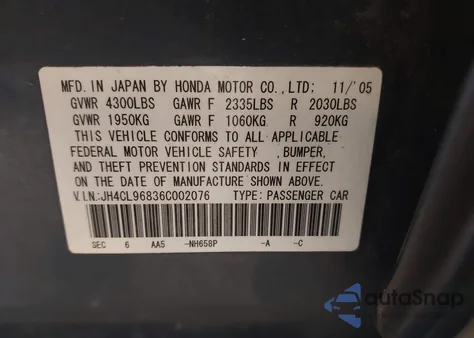 MFD. IN JAPAN BY HONDA MOTOR CO.,LTD: 11/'05
GVWR 4300LBS GAWR F 2335LBS R 2030LBS
GVWR 1950KG GAWR F 1060KG R 920KG
THIS VEHICLE CONFORMS TO ALL APPLICABLE
FEDERAL MOTOR VEHICLE SAFETY ,BUMPER,
AND THEFT PREVENTION STANDARDS IN EFFECT
ON THE DATE OF MANUFACTURE SHOWN ABOVE.
V.I.N.:JH4CL96836C002076 TYPE: PASSENGER CAR
SEC 6 AA5 -NH658P -A -C
autoSnap